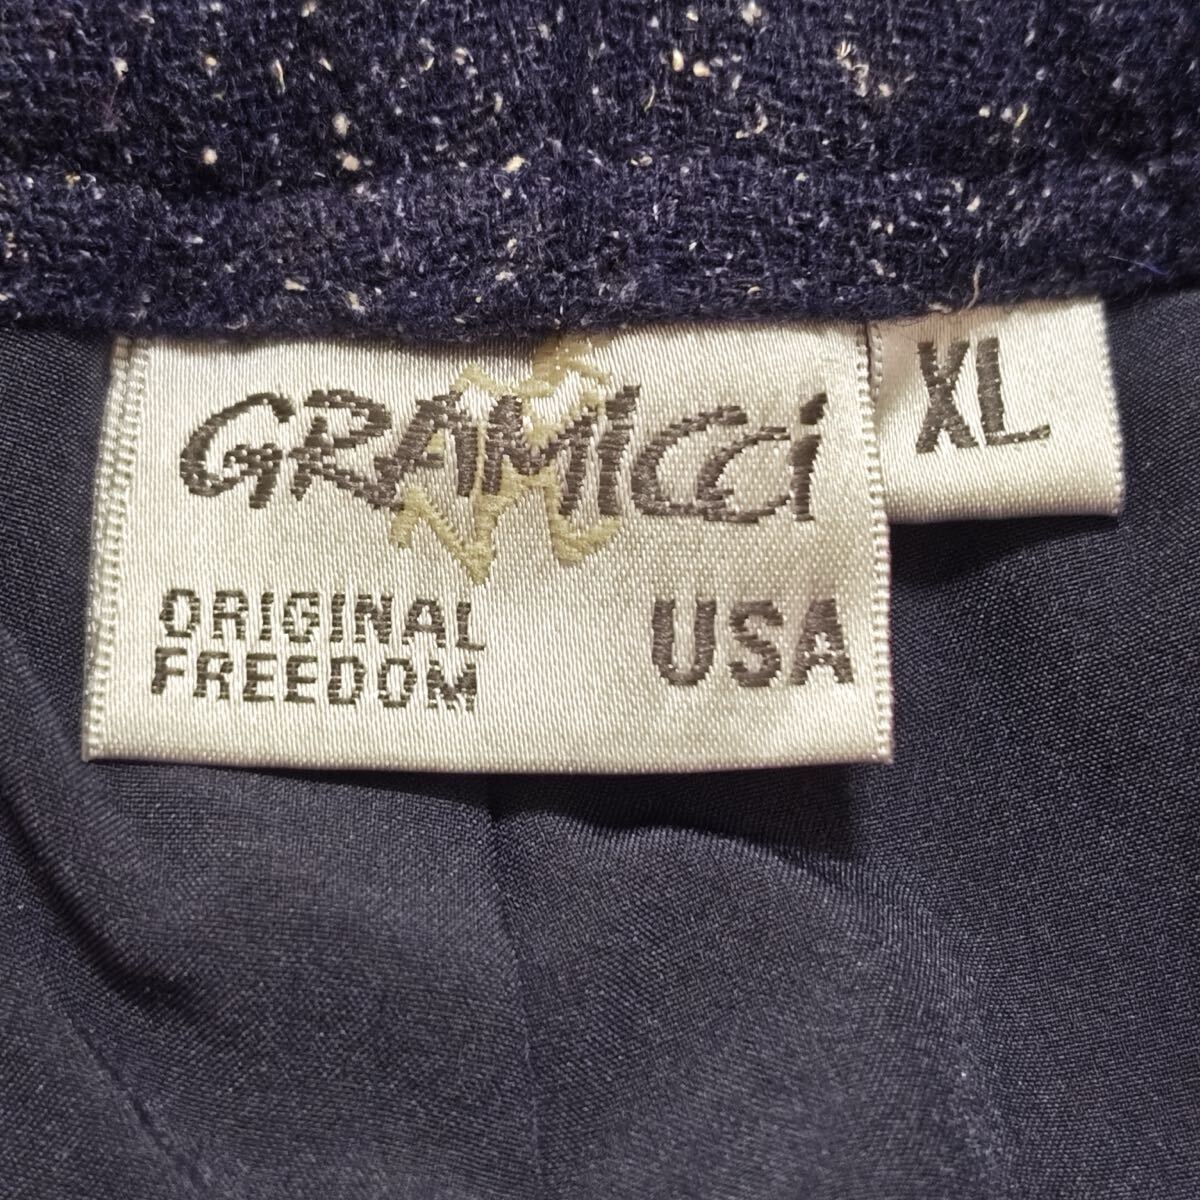 GRAMicci
XL
ORIGINAL
FREEDOM
USA